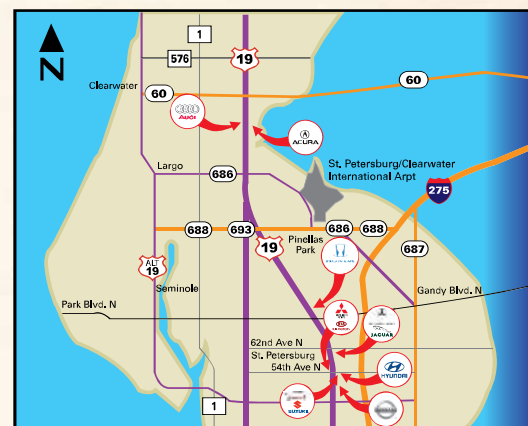 1
576
19
N
Clearwater
60
60
Audi
ACURA
Largo
686
St. Petersburg/Clearwater
International Arpt
275
688
693
686
688
19
Pinellas
Park
687
ALT
19
Seminole
Gandy Blvd. N
Park Blvd. N
KIA
JAGUAR
62nd Ave N
St. Petersburg
54th Ave N
HYUNDAI
1
SUZUKI